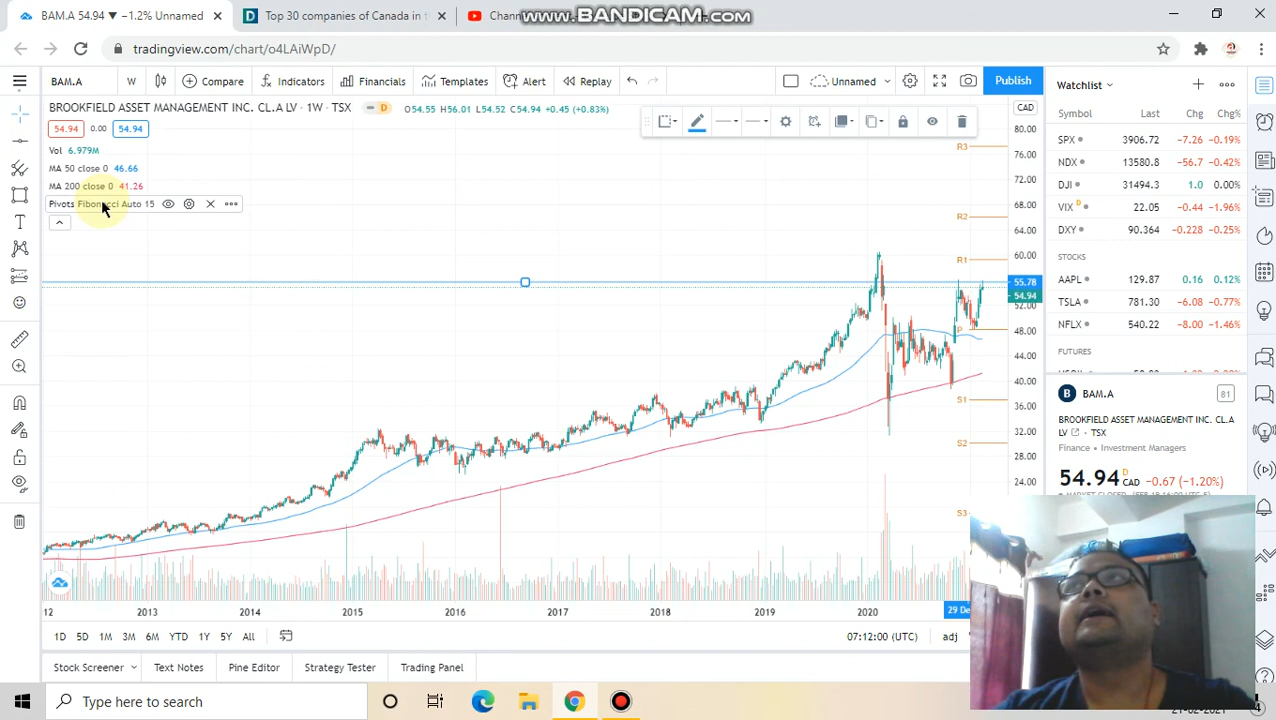 BAM.A 54.94 ▼ −1.2% Unnamed
Top 30 companies of Canada in t
Chann
www.BANDICAM.com
tradingview.com/chart/o4LAiWpD/
BAM.A
W
Compare
Indicators
Financials
Templates
Alert
Replay
Unnamed
Publish
BROOKFIELD ASSET MANAGEMENT INC. CL.A LV · 1W · TSX
D
O54.55 H56.01 L54.52 C54.94 +0.45 (+0.83%)
54.94 0.00 54.94
Vol 6.979M
MA 50 close 0 46.66
MA 200 close 0 41.26
Pivots Fibonacci Auto 15
CAD
80.00
76.00
72.00
68.00
64.00
60.00
55.78
54.94
52.00
48.00
44.00
40.00
36.00
32.00
28.00
24.00
R3
R2
R1
P
S1
S2
S3
12 2013 2014 2015 2016 2017 2018 2019 2020 29 De
1D 5D 1M 3M 6M YTD 1Y 5Y All
07:12:00 (UTC)
adj
Stock Screener
Text Notes
Pine Editor
Strategy Tester
Trading Panel
Watchlist
Symbol Last Chg Chg%
SPX 3906.72 −7.26 −0.19%
NDX 13580.8 −56.7 −0.42%
DJI 31494.3 1.0 0.00%
VIX D 22.05 −0.44 −1.96%
DXY 90.364 −0.228 −0.25%
STOCKS
AAPL 129.87 0.16 0.12%
TSLA 781.30 −6.08 −0.77%
NFLX 540.22 −8.00 −1.46%
FUTURES
B BAM.A
81
BROOKFIELD ASSET MANAGEMENT INC. CL.A
LV · TSX
Finance • Investment Managers
54.94 D CAD −0.67 (−1.20%)
Type here to search
21-02-2021